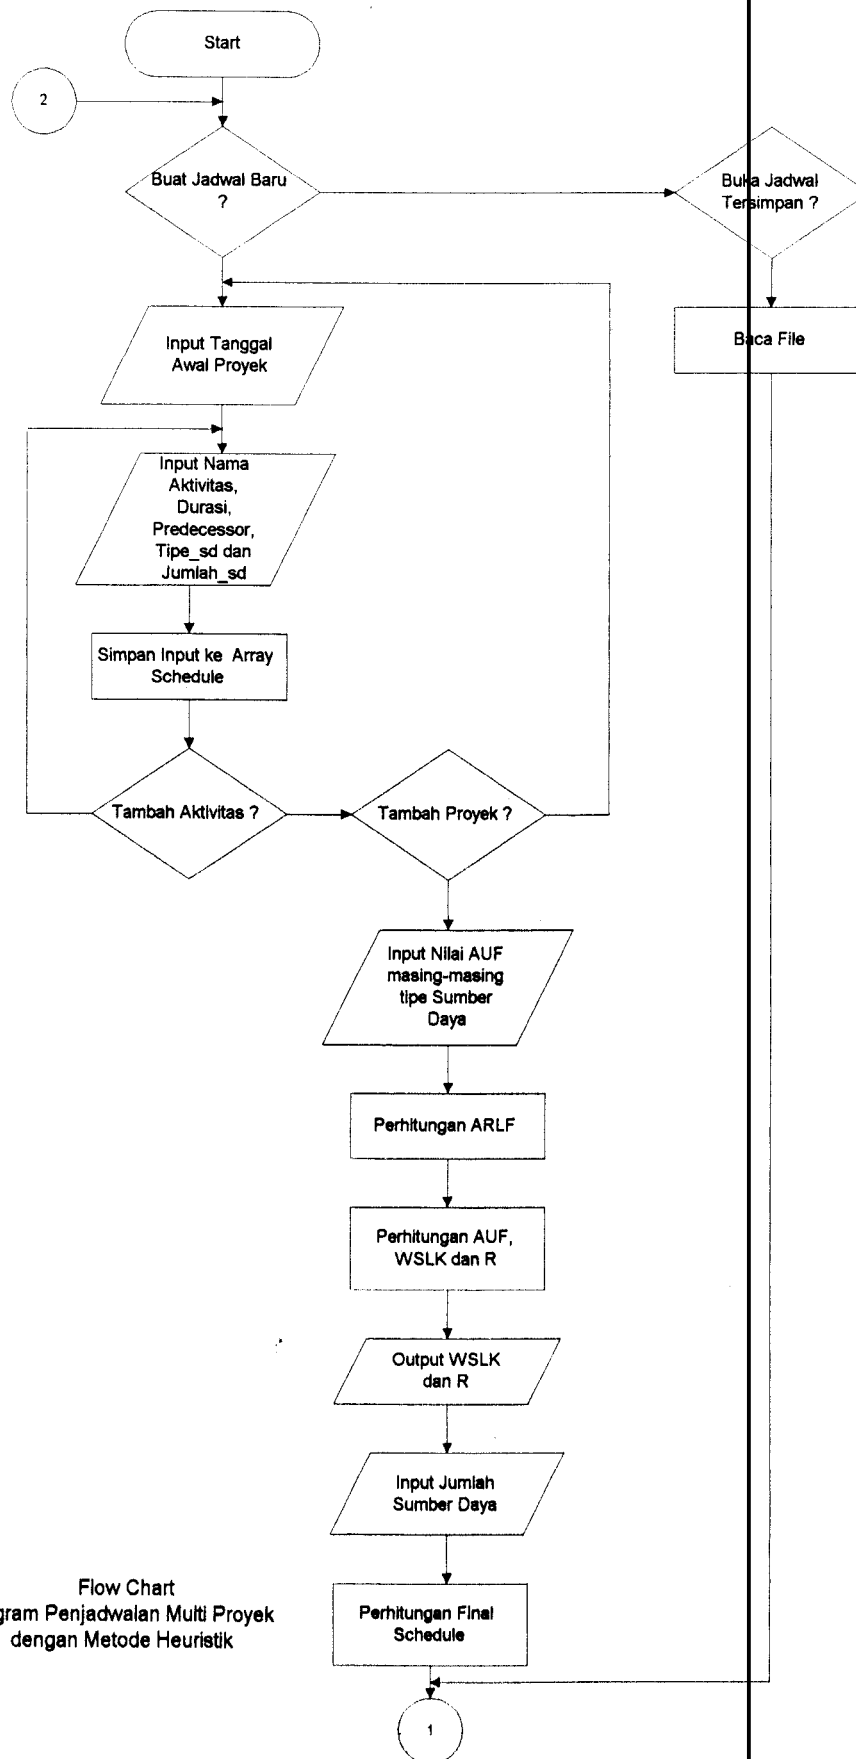 Start
2
Buat Jadwal Baru
?
Buka Jadwal
Tersimpan ?
Input Tanggal
Awal Proyek
Baca File
Input Nama
Aktivitas,
Durasi,
Predecessor,
Tipe_sd dan
Jumlah_sd
Simpan Input ke Array
Schedule
Tambah Aktivitas ?
Tambah Proyek ?
Input Nilai AUF
masing-masing
tipe Sumber
Daya
Perhitungan ARLF
Perhitungan AUF,
WSLK dan R
Output WSLK
dan R
Input Jumlah
Sumber Daya
Perhitungan Final
Schedule
Flow Chart
gram Penjadwalan Multi Proyek
dengan Metode Heuristik
1